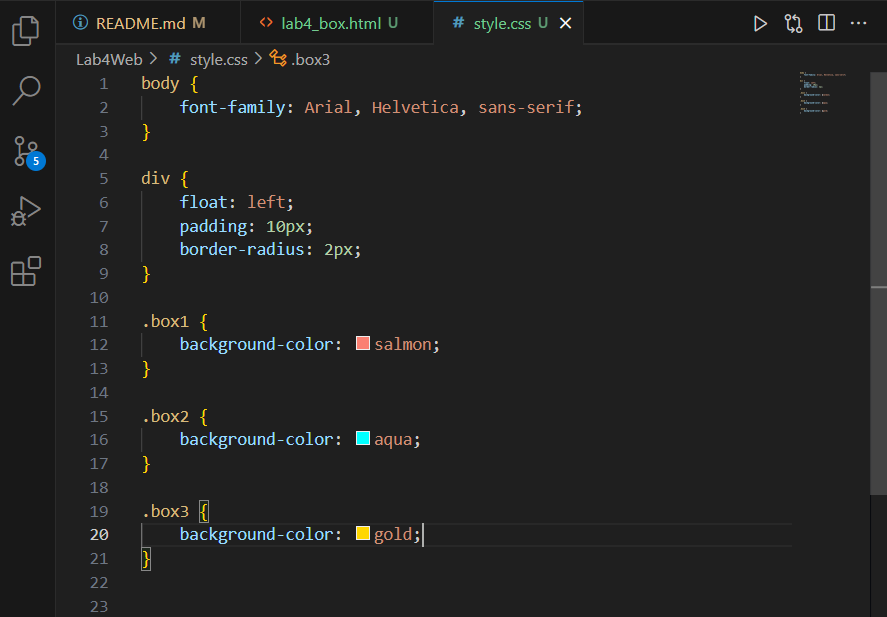 README.md M
lab4_box.html U
# style.css U
Lab4Web > # style.css > .box3
5
1 body {
2 font-family: Arial, Helvetica, sans-serif;
3 }
4
5 div {
6 float: left;
7 padding: 10px;
8 border-radius: 2px;
9 }
10
11 .box1 {
12 background-color: salmon;
13 }
14
15 .box2 {
16 background-color: aqua;
17 }
18
19 .box3 {
20 background-color: gold;
21 }
22
23